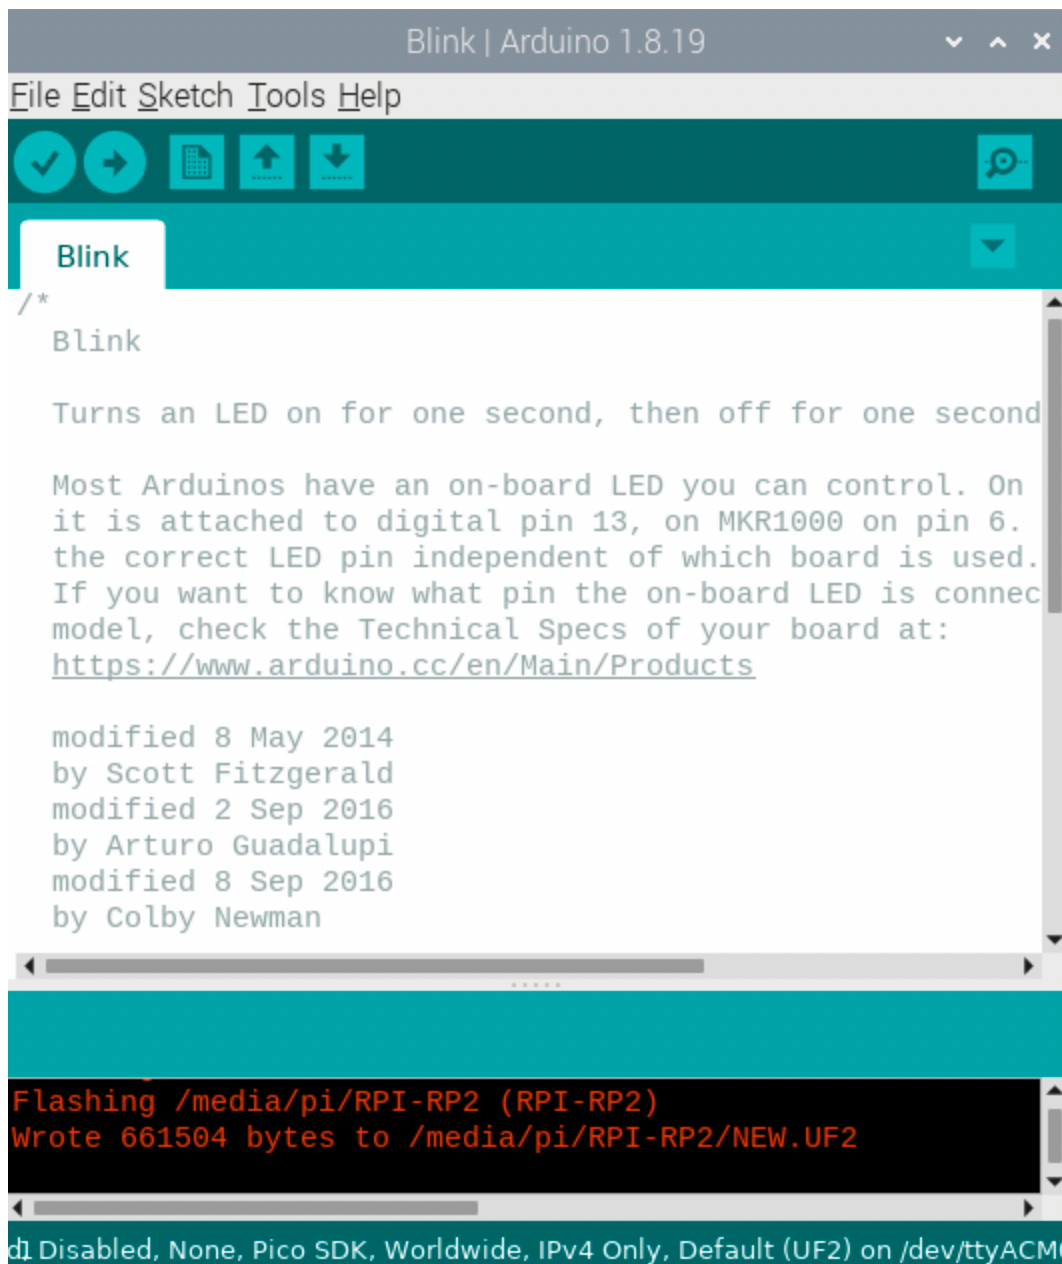 Blink | Arduino 1.8.19
File Edit Sketch Tools Help
Blink
/*
Blink
Turns an LED on for one second, then off for one second
Most Arduinos have an on-board LED you can control. On
it is attached to digital pin 13, on MKR1000 on pin 6.
the correct LED pin independent of which board is used.
If you want to know what pin the on-board LED is connec
model, check the Technical Specs of your board at:
https://www.arduino.cc/en/Main/Products
modified 8 May 2014
by Scott Fitzgerald
modified 2 Sep 2016
by Arturo Guadalupi
modified 8 Sep 2016
by Colby Newman
Flashing /media/pi/RPI-RP2 (RPI-RP2)
Wrote 661504 bytes to /media/pi/RPI-RP2/NEW.UF2
Disabled, None, Pico SDK, Worldwide, IPv4 Only, Default (UF2) on /dev/ttyACM